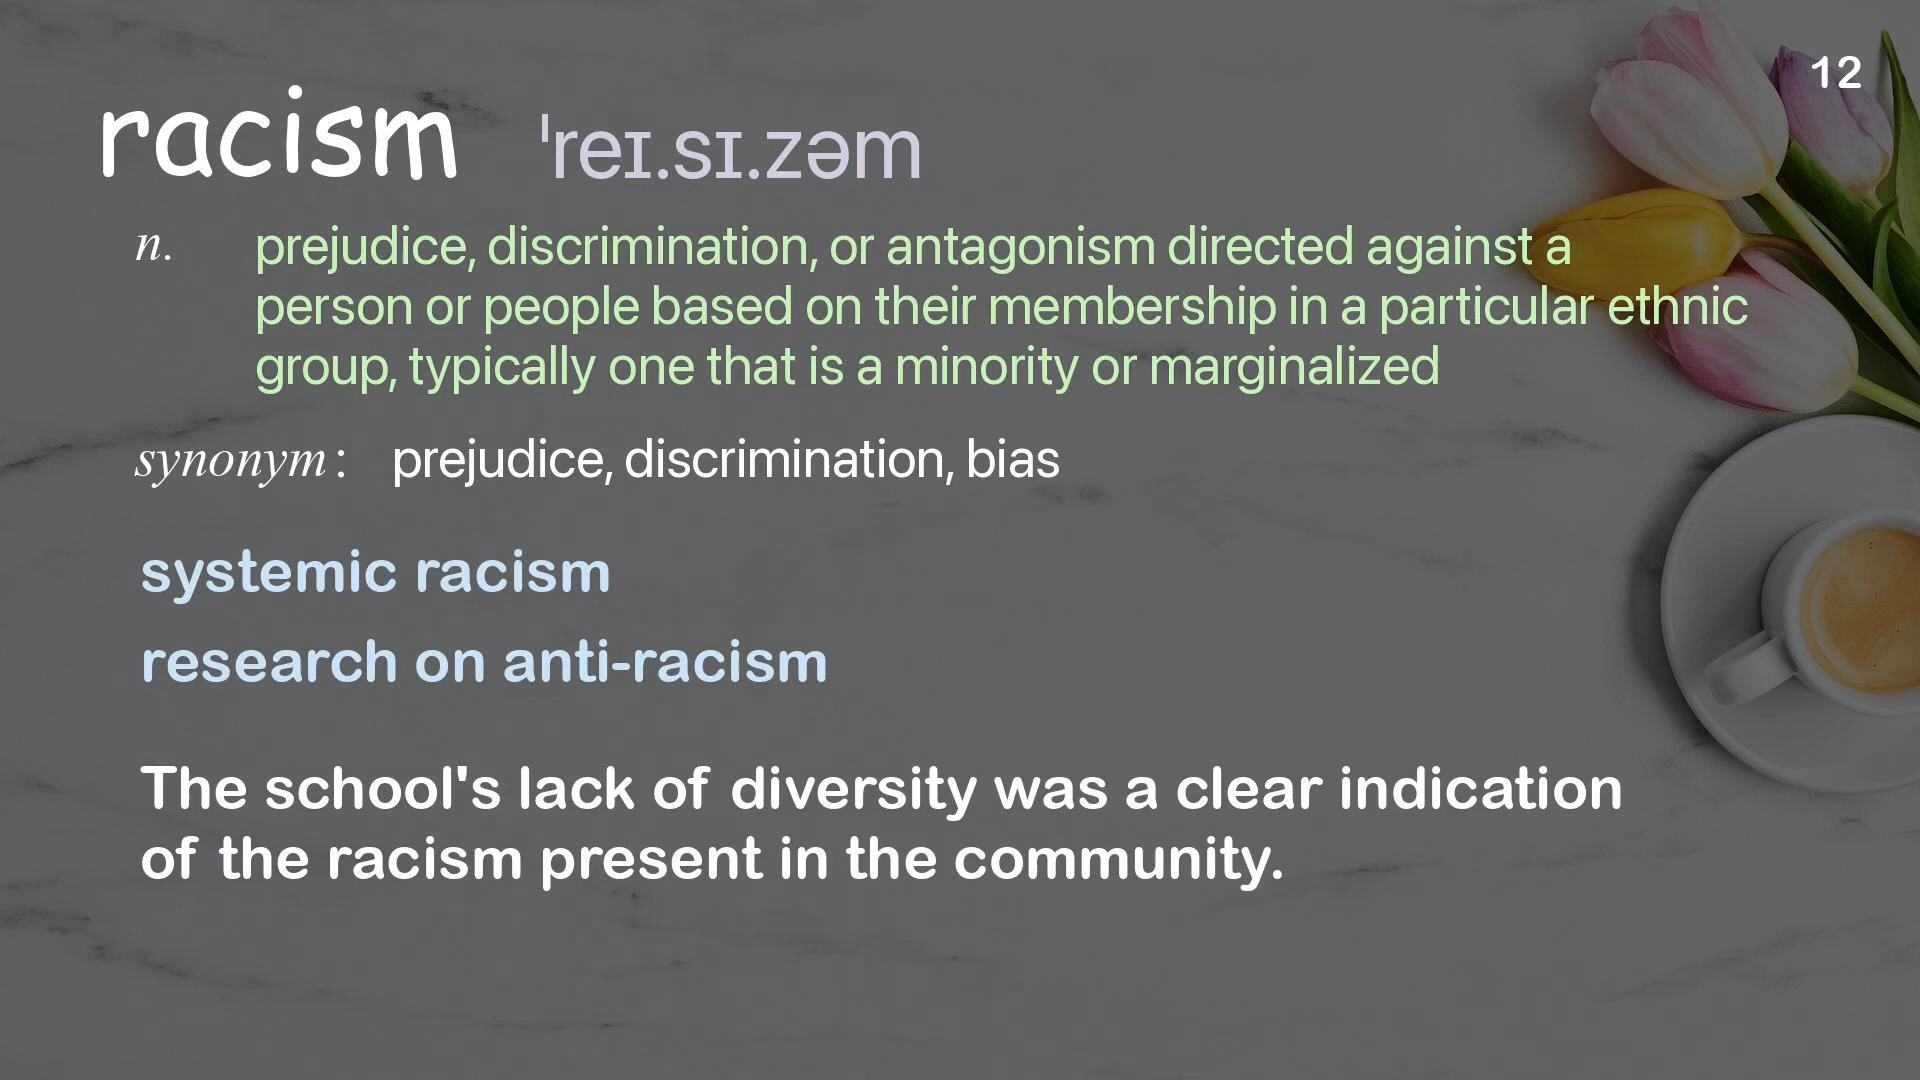 12
racism ˈreɪ.sɪ.zəm
n. prejudice, discrimination, or antagonism directed against a
person or people based on their membership in a particular ethnic
group, typically one that is a minority or marginalized
synonym: prejudice, discrimination, bias
systemic racism
research on anti-racism
The school's lack of diversity was a clear indication
of the racism present in the community.